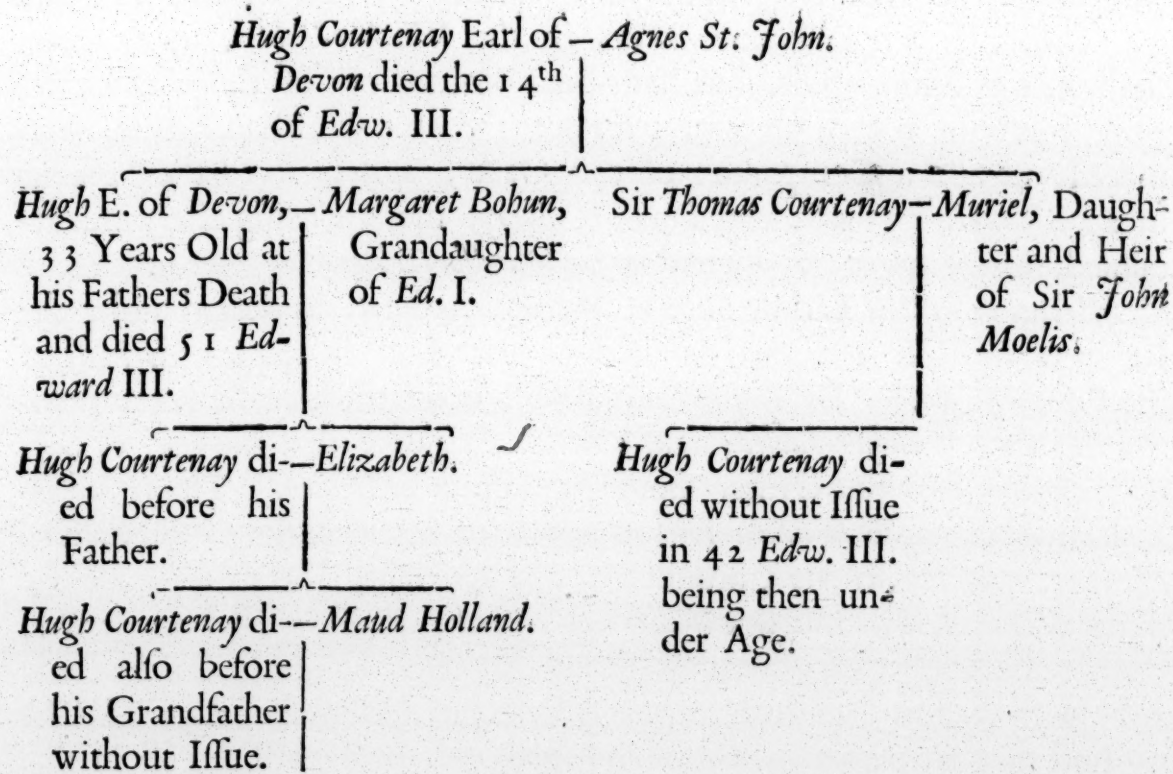 Hugh Courtenay Earl of — Agnes St. John.
Devon died the 14th
of Edw. III.
Hugh E. of Devon, — Margaret Bohun,
33 Years Old at
his Fathers Death
and died 51 Ed-
ward III.
Grandaughter
of Ed. I.
Sir Thomas Courtenay — Muriel, Daugh-
ter and Heir
of Sir John
Moelis.
Hugh Courtenay di- — Elizabeth.
ed before his
Father.
Hugh Courtenay di-
ed without Iſſue
in 42 Edw. III.
being then un-
der Age.
Hugh Courtenay di- — Maud Holland.
ed alſo before
his Grandfather
without Iſſue.